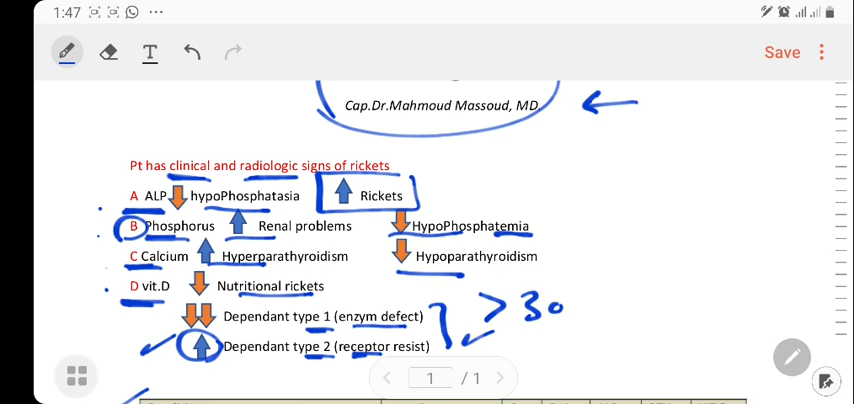 1:47
T
Save
Cap.Dr.Mahmoud Massoud, MD
Pt has clinical and radiologic signs of rickets
A ALP hypoPhosphatasia Rickets
B Phosphorus Renal problems HypoPhosphatemia
C Calcium Hyperparathyroidism Hypoparathyroidism
D vit.D Nutritional rickets
Dependant type 1 (enzym defect) > 30
Dependant type 2 (receptor resist)
1 / 1